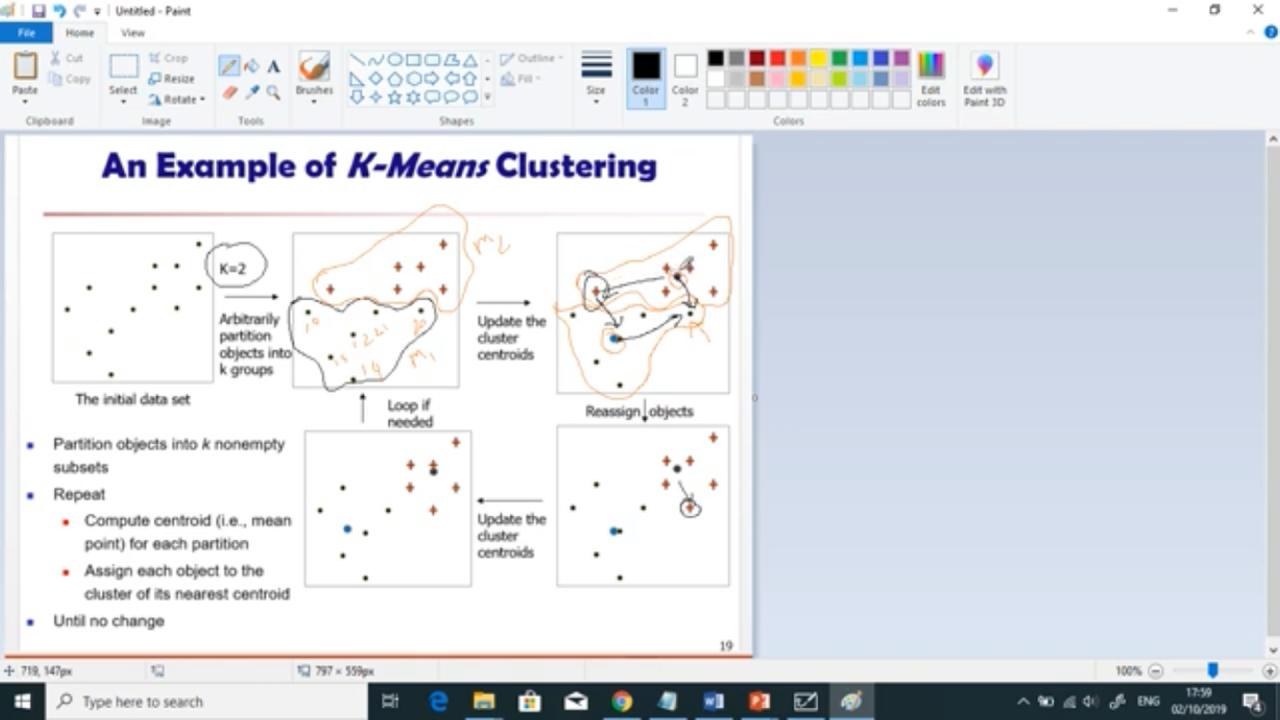 Untitled - Paint
File
Home
View
Paste
Cut
Copy
Clipboard
Select
Crop
Resize
Rotate
Image
Tools
Brushes
Shapes
Outline
Fill
Size
Color 1
Color 2
Colors
Edit colors
Edit with Paint 3D
An Example of K-Means Clustering
K=2
Arbitrarily
partition
objects into
k groups
m2
m1
Update the
cluster
centroids
The initial data set
Loop if
needed
Reassign objects
Update the
cluster
centroids
Partition objects into k nonempty
subsets
Repeat
Compute centroid (i.e., mean
point) for each partition
Assign each object to the
cluster of its nearest centroid
Until no change
19
719, 147px
797 × 559px
100%
Type here to search
ENG
17:59
02/10/2019
4